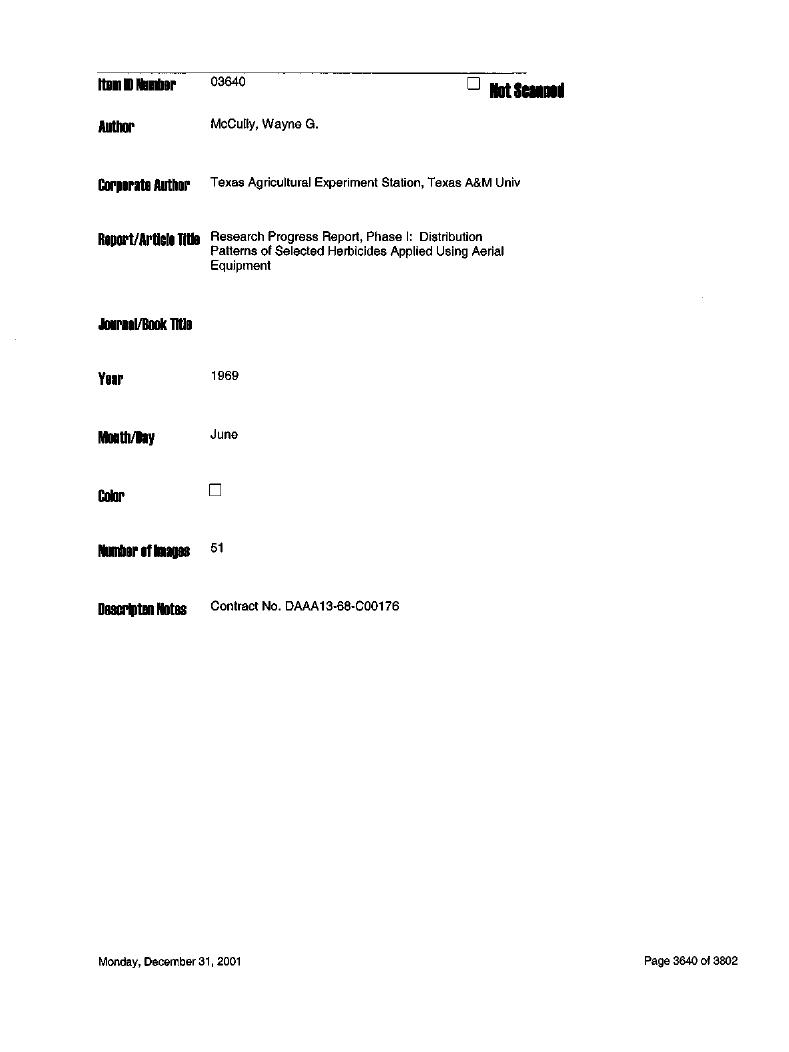 Item ID Number 03640 Not Scanned
Author McCully, Wayne G.
Corporate Author Texas Agricultural Experiment Station, Texas A&M Univ
Report/Article Title Research Progress Report, Phase I: Distribution
Patterns of Selected Herbicides Applied Using Aerial
Equipment
Journal/Book Title
Year 1969
Month/Day June
Color
Number of Images 51
Descripton Notes Contract No. DAAA13-68-C00176
Monday, December 31, 2001 Page 3640 of 3802